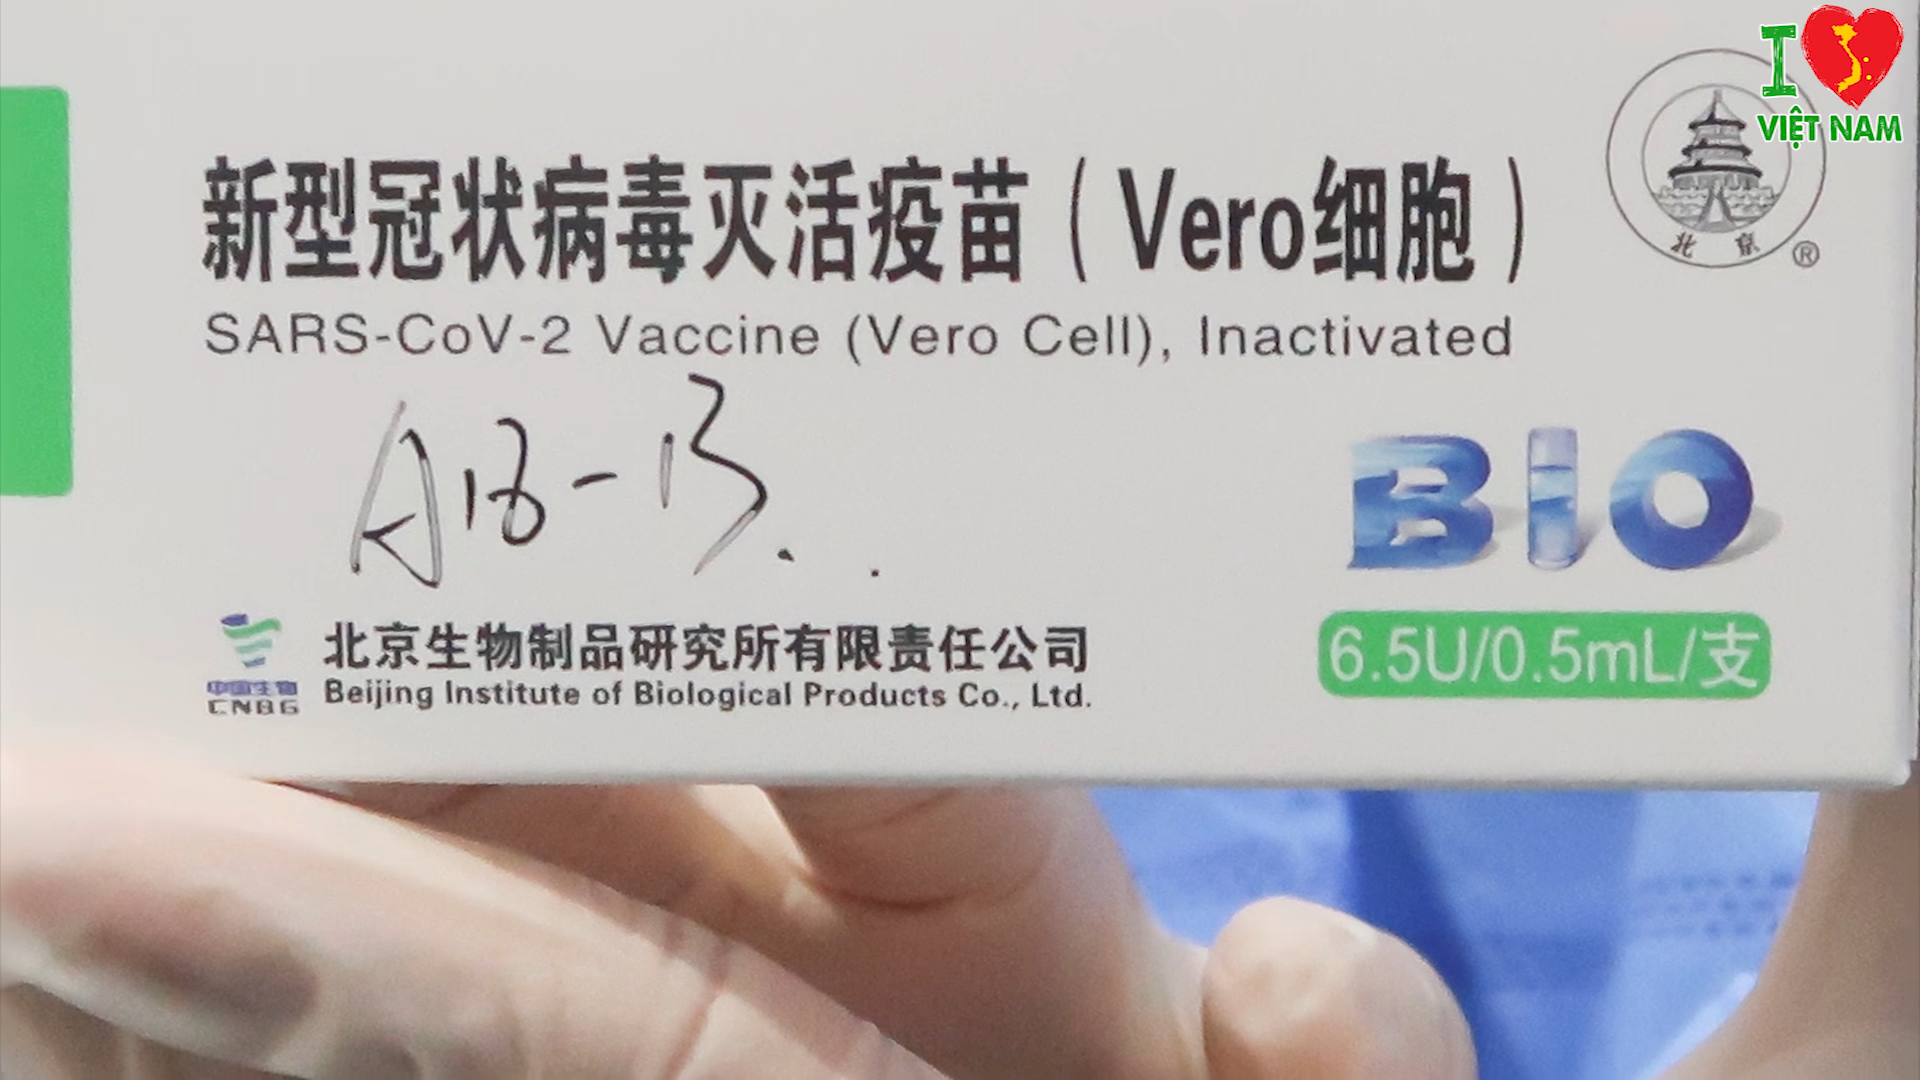 I
VIỆT NAM
北京
®
新型冠状病毒灭活疫苗（Vero细胞）
SARS-CoV-2 Vaccine (Vero Cell), Inactivated
BIO
中国生物
CNBG
北京生物制品研究所有限责任公司
Beijing Institute of Biological Products Co., Ltd.
6.5U/0.5mL/支